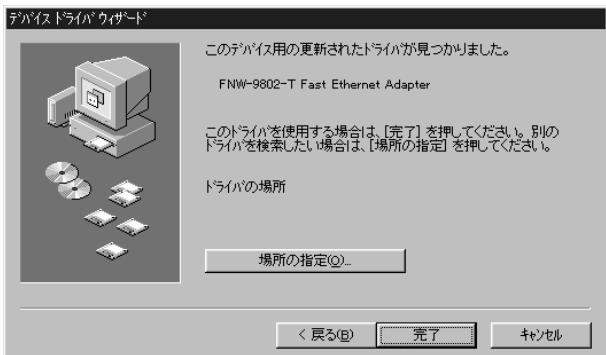 デバイス ドライバ ウィザード
このデバイス用の更新されたドライバが見つかりました。
FNW-9802-T Fast Ethernet Adapter
このドライバを使用する場合は、[完了] を押してください。別の
ドライバを検索したい場合は、[場所の指定] を押してください。
ドライバの場所
場所の指定(O)...
< 戻る(B)
完了
キャンセル